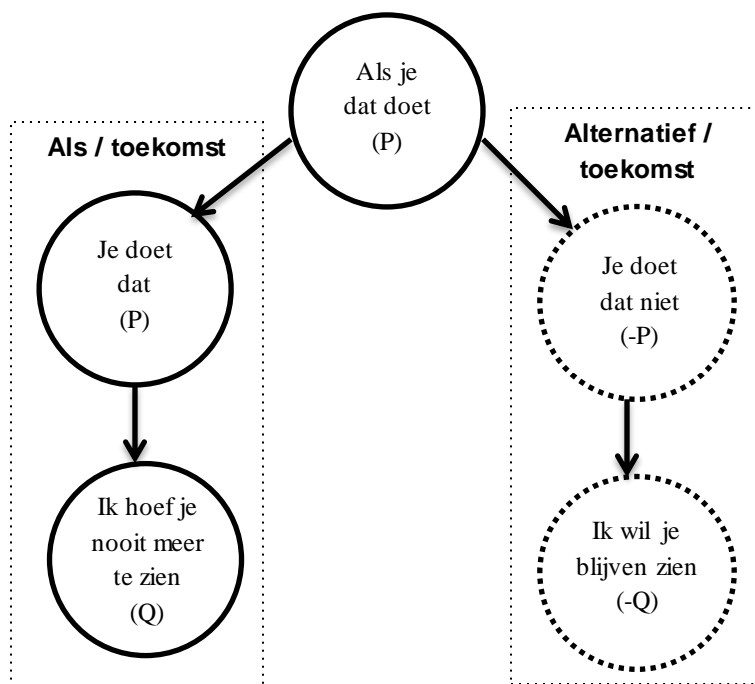 Als je
dat doet
(P)
Als / toekomst
Alternatief /
toekomst
Je doet
dat
(P)
Je doet
dat niet
(-P)
Ik hoef je
nooit meer
te zien
(Q)
Ik wil je
blijven zien
(-Q)